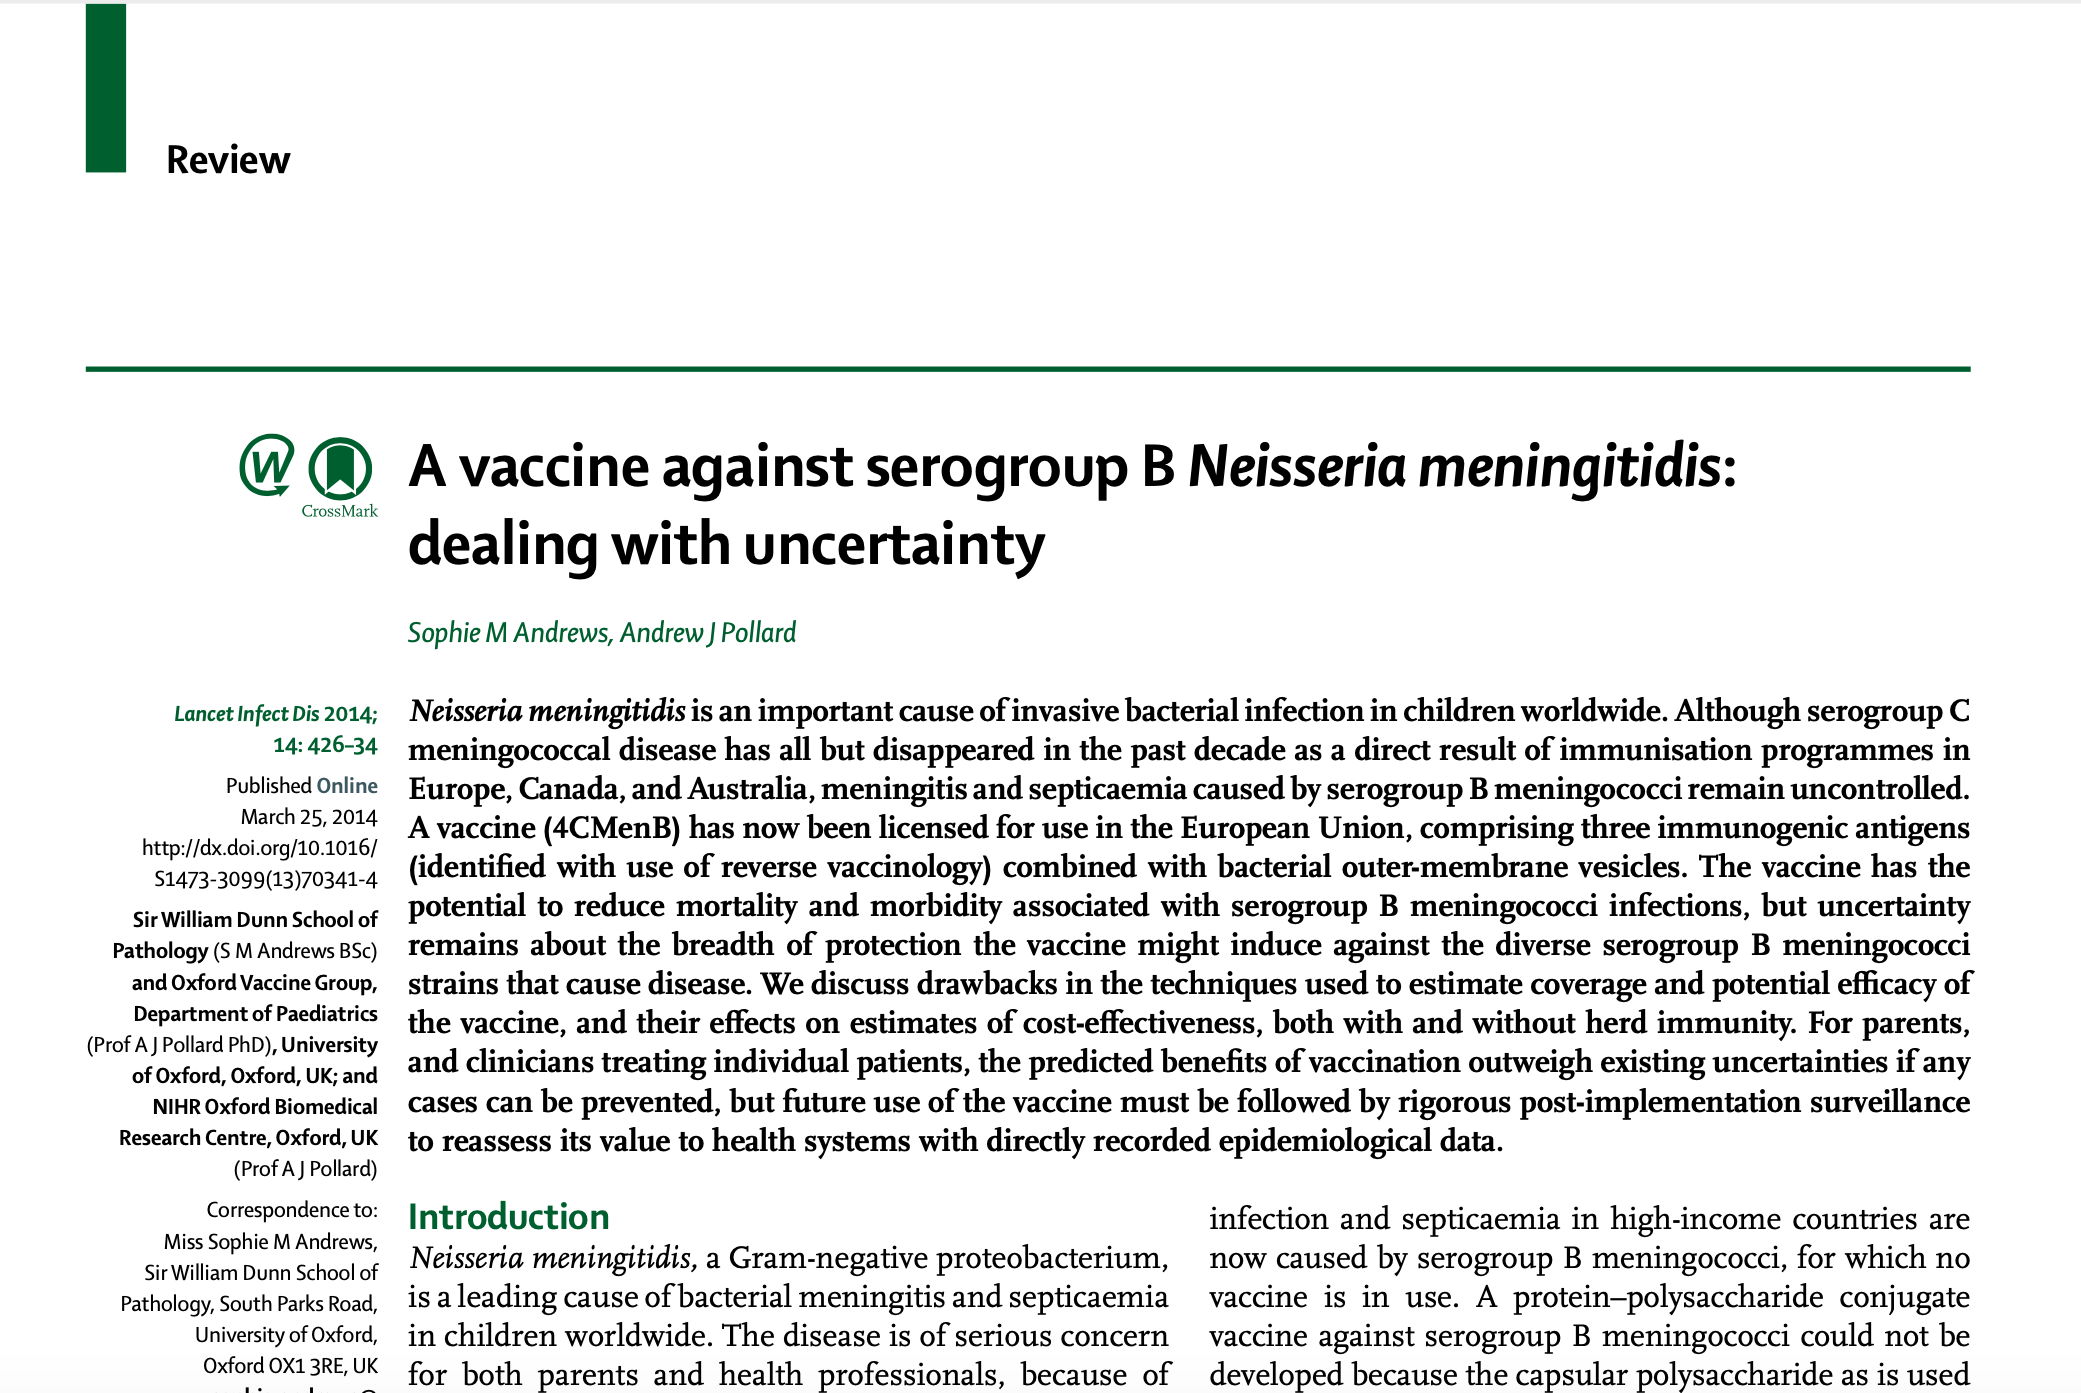 Review
W
CrossMark
A vaccine against serogroup B Neisseria meningitidis:
dealing with uncertainty
Sophie M Andrews, Andrew J Pollard
Lancet Infect Dis 2014;
14: 426–34
Published Online
March 25, 2014
http://dx.doi.org/10.1016/
S1473-3099(13)70341-4
Sir William Dunn School of
Pathology (S M Andrews BSc)
and Oxford Vaccine Group,
Department of Paediatrics
(Prof A J Pollard PhD), University
of Oxford, Oxford, UK; and
NIHR Oxford Biomedical
Research Centre, Oxford, UK
(Prof A J Pollard)
Correspondence to:
Miss Sophie M Andrews,
Sir William Dunn School of
Pathology, South Parks Road,
University of Oxford,
Oxford OX1 3RE, UK
Neisseria meningitidis is an important cause of invasive bacterial infection in children worldwide. Although serogroup C
meningococcal disease has all but disappeared in the past decade as a direct result of immunisation programmes in
Europe, Canada, and Australia, meningitis and septicaemia caused by serogroup B meningococci remain uncontrolled.
A vaccine (4CMenB) has now been licensed for use in the European Union, comprising three immunogenic antigens
(identified with use of reverse vaccinology) combined with bacterial outer-membrane vesicles. The vaccine has the
potential to reduce mortality and morbidity associated with serogroup B meningococci infections, but uncertainty
remains about the breadth of protection the vaccine might induce against the diverse serogroup B meningococci
strains that cause disease. We discuss drawbacks in the techniques used to estimate coverage and potential efficacy of
the vaccine, and their effects on estimates of cost-effectiveness, both with and without herd immunity. For parents,
and clinicians treating individual patients, the predicted benefits of vaccination outweigh existing uncertainties if any
cases can be prevented, but future use of the vaccine must be followed by rigorous post-implementation surveillance
to reassess its value to health systems with directly recorded epidemiological data.
Introduction
Neisseria meningitidis, a Gram-negative proteobacterium,
is a leading cause of bacterial meningitis and septicaemia
in children worldwide. The disease is of serious concern
for both parents and health professionals, because of
infection and septicaemia in high-income countries are
now caused by serogroup B meningococci, for which no
vaccine is in use. A protein–polysaccharide conjugate
vaccine against serogroup B meningococci could not be
developed because the capsular polysaccharide as is used